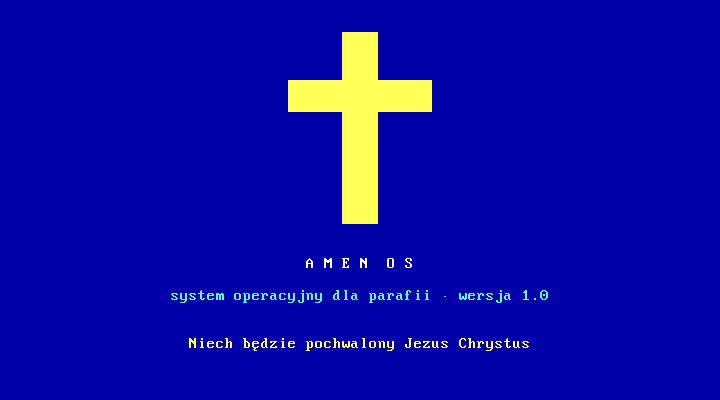 A M E N  O S
system operacyjny dla parafii · wersja 1.0
Niech będzie pochwalony Jezus Chrystus